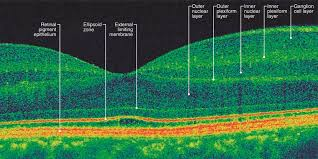 Retinal
pigment
epithelium
Ellipsoid
zone
External
limiting
membrane
Outer
nuclear
layer
Outer
plexiform
layer
Inner
nuclear
layer
Inner
plexiform
layer
Ganglion
cell layer